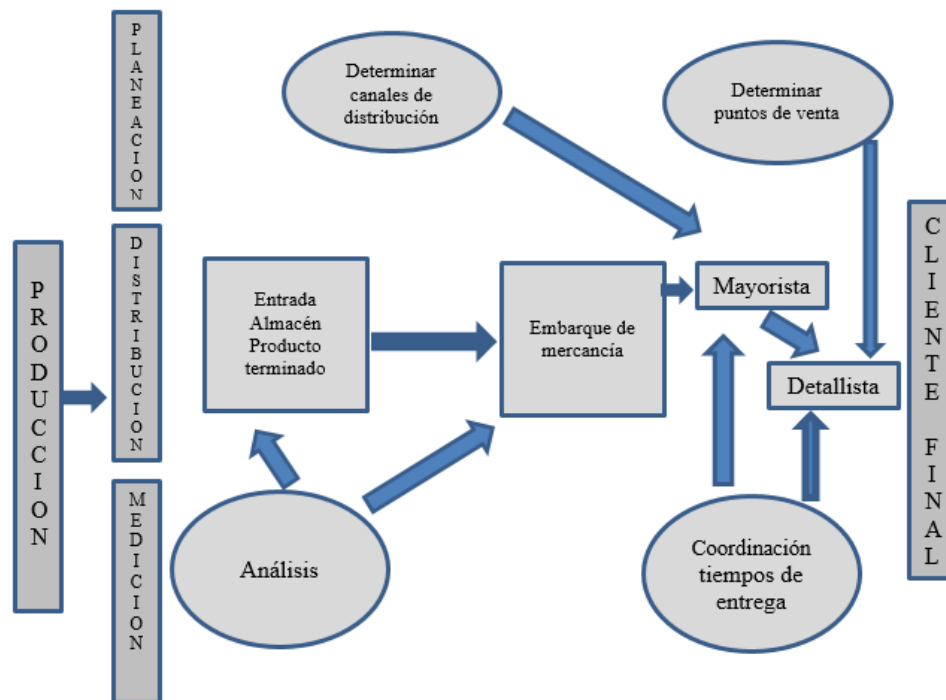 PLANEACION
Determinar
canales de
distribución
Determinar
puntos de venta
PRODUCCION
DISTRIBUCION
Entrada
Almacén
Producto
terminado
Embarque de
mercancía
Mayorista
Detallista
CLIENTE FINAL
MEDICION
Análisis
Coordinación
tiempos de
entrega